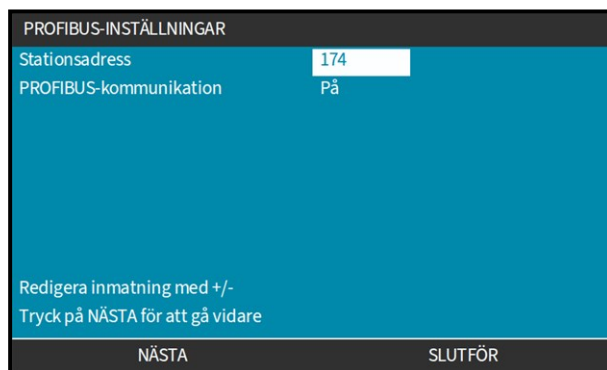 PROFIBUS-INSTÄLLNINGAR
Stationsadress 174
PROFIBUS-kommunikation På
Redigera inmatning med +/-
Tryck på NÄSTA för att gå vidare
NÄSTA SLUTFÖR